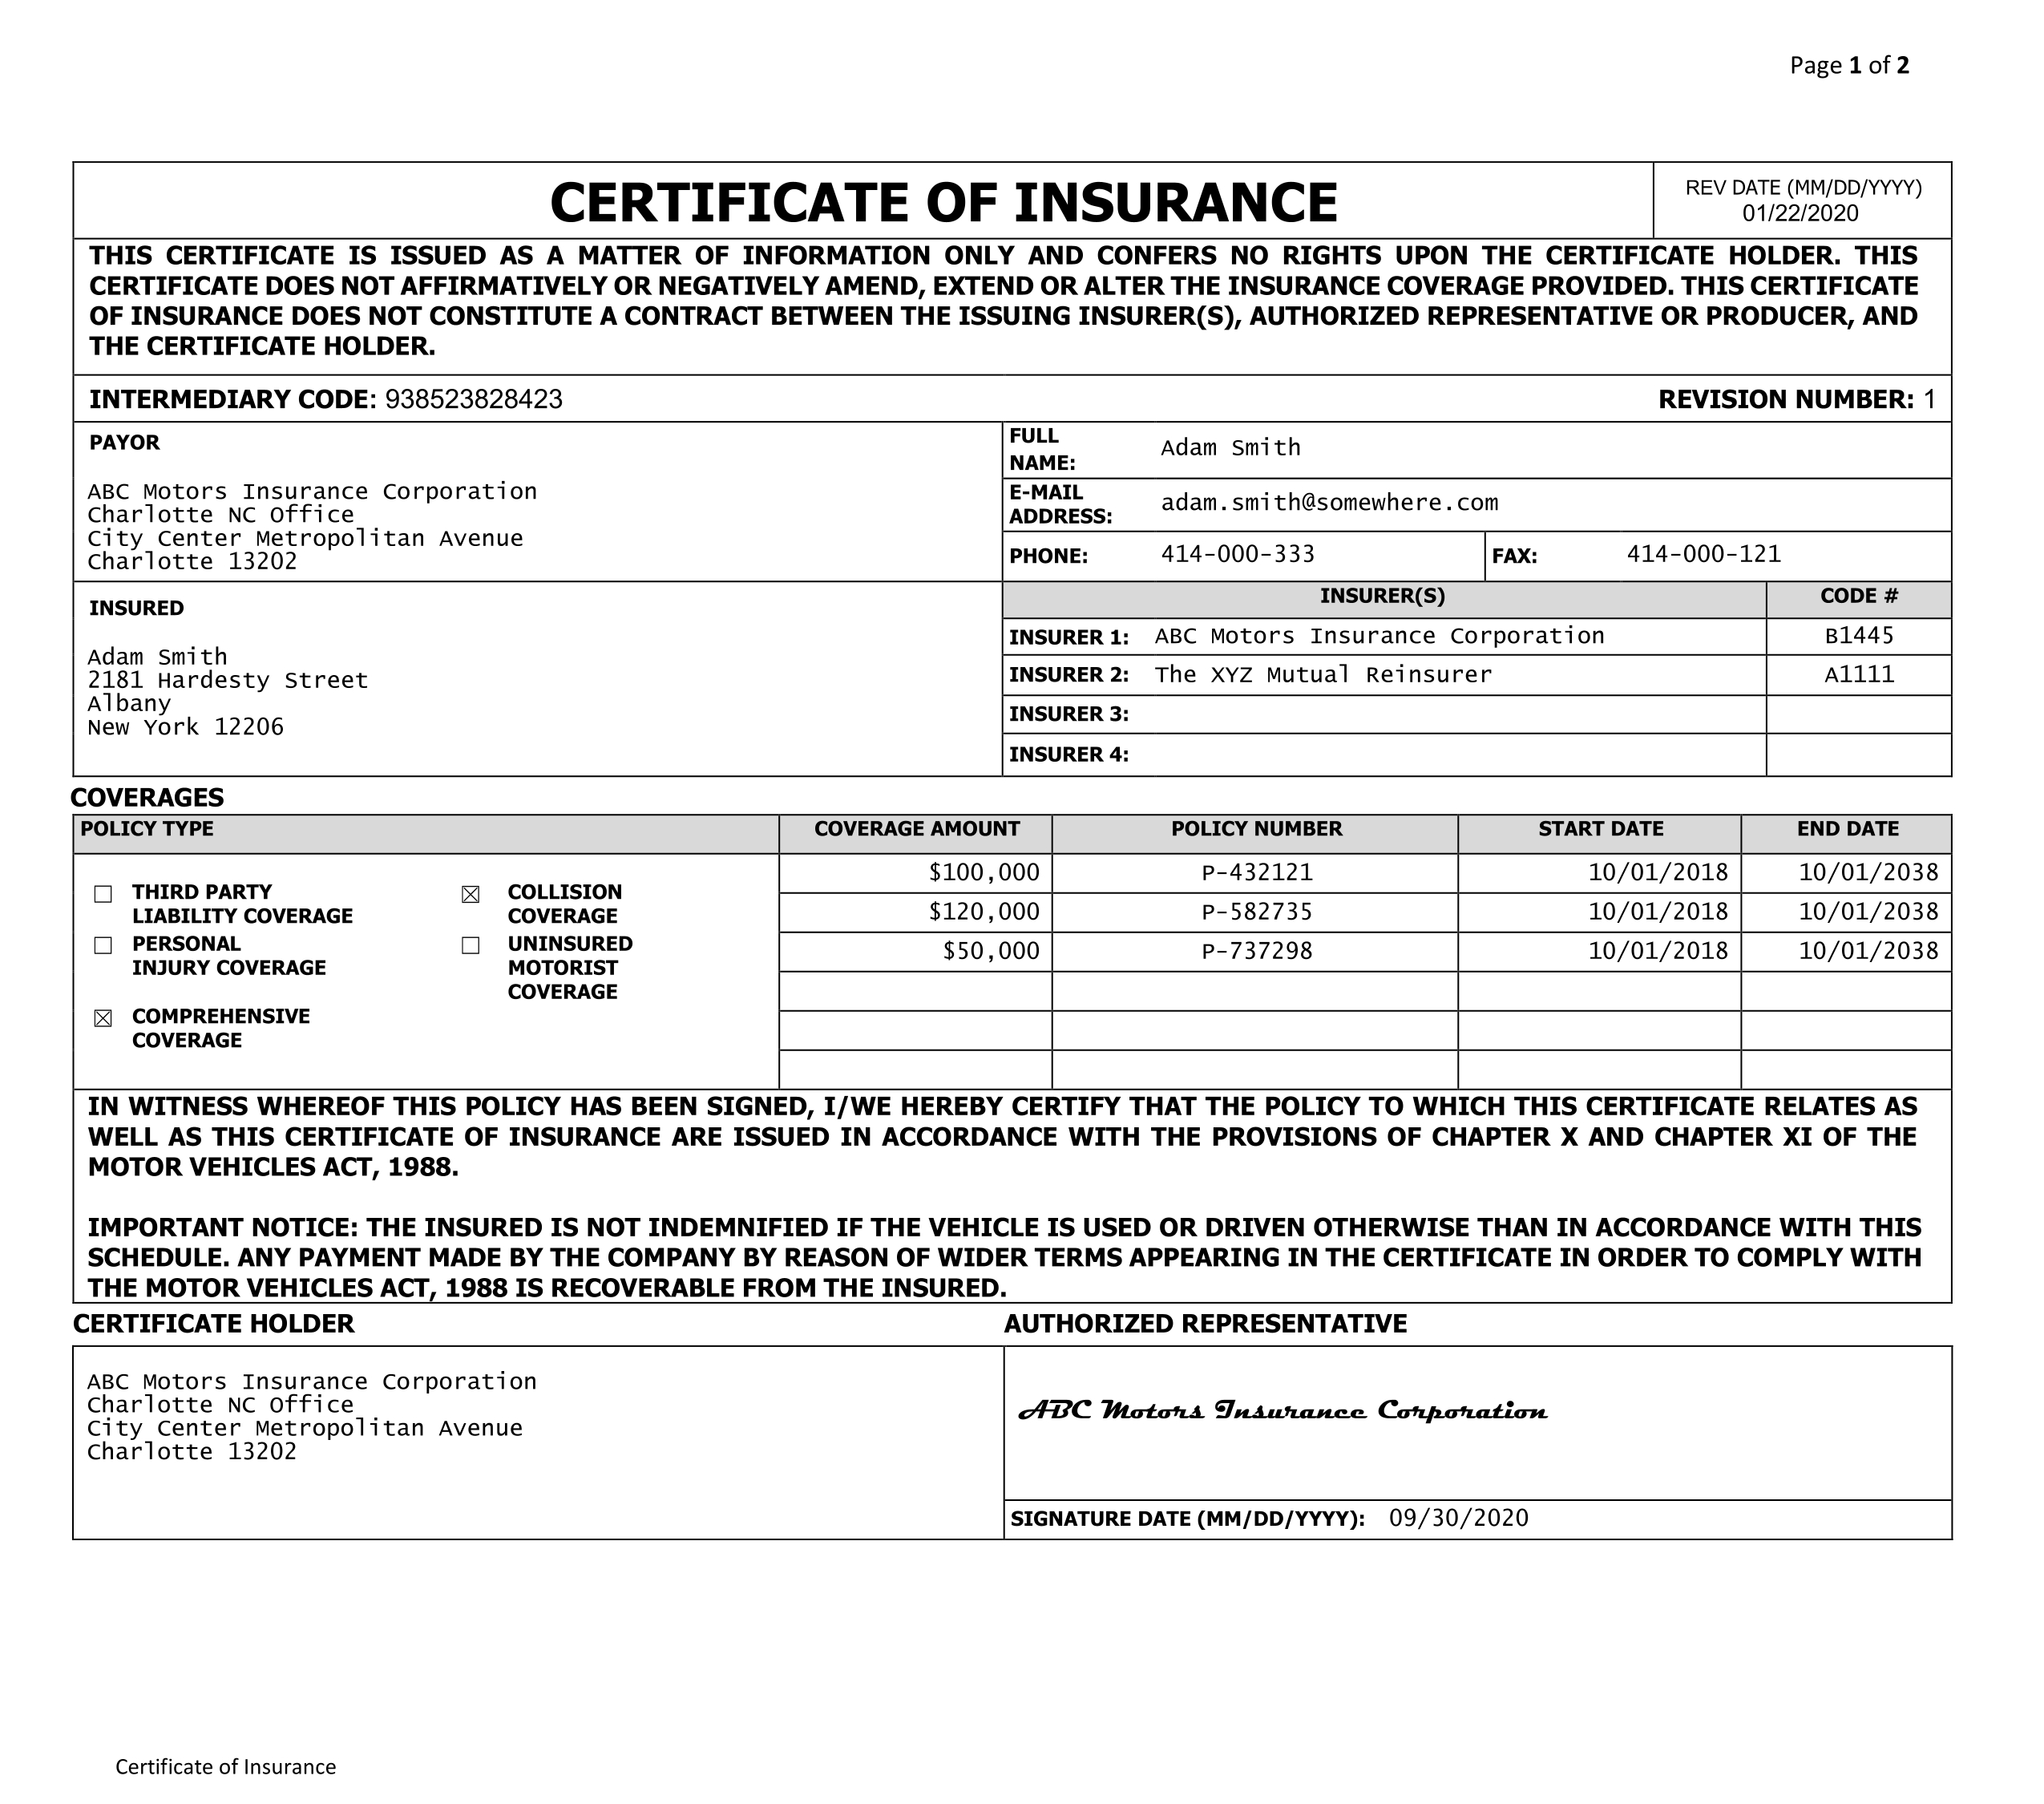 Page 1 of 2
CERTIFICATE OF INSURANCE
REV DATE (MM/DD/YYYY)
01/22/2020
THIS CERTIFICATE IS ISSUED AS A MATTER OF INFORMATION ONLY AND CONFERS NO RIGHTS UPON THE CERTIFICATE HOLDER. THIS
CERTIFICATE DOES NOT AFFIRMATIVELY OR NEGATIVELY AMEND, EXTEND OR ALTER THE INSURANCE COVERAGE PROVIDED. THIS CERTIFICATE
OF INSURANCE DOES NOT CONSTITUTE A CONTRACT BETWEEN THE ISSUING INSURER(S), AUTHORIZED REPRESENTATIVE OR PRODUCER, AND
THE CERTIFICATE HOLDER.
INTERMEDIARY CODE: 938523828423
REVISION NUMBER: 1
PAYOR
ABC Motors Insurance Corporation
Charlotte NC Office
City Center Metropolitan Avenue
Charlotte 13202
FULL
NAME:
Adam Smith
E-MAIL
ADDRESS:
adam.smith@somewhere.com
PHONE: 414-000-333
FAX: 414-000-121
INSURED
Adam Smith
2181 Hardesty Street
Albany
New York 12206
INSURER(S) CODE #
INSURER 1: ABC Motors Insurance Corporation B1445
INSURER 2: The XYZ Mutual Reinsurer A1111
INSURER 3:
INSURER 4:
COVERAGES
POLICY TYPE COVERAGE AMOUNT POLICY NUMBER START DATE END DATE
☐ THIRD PARTY
LIABILITY COVERAGE
☒ COLLISION
COVERAGE
☐ PERSONAL
INJURY COVERAGE
☐ UNINSURED
MOTORIST
COVERAGE
☒ COMPREHENSIVE
COVERAGE
$100,000 P-432121 10/01/2018 10/01/2038
$120,000 P-582735 10/01/2018 10/01/2038
$50,000 P-737298 10/01/2018 10/01/2038
IN WITNESS WHEREOF THIS POLICY HAS BEEN SIGNED, I/WE HEREBY CERTIFY THAT THE POLICY TO WHICH THIS CERTIFICATE RELATES AS
WELL AS THIS CERTIFICATE OF INSURANCE ARE ISSUED IN ACCORDANCE WITH THE PROVISIONS OF CHAPTER X AND CHAPTER XI OF THE
MOTOR VEHICLES ACT, 1988.
IMPORTANT NOTICE: THE INSURED IS NOT INDEMNIFIED IF THE VEHICLE IS USED OR DRIVEN OTHERWISE THAN IN ACCORDANCE WITH THIS
SCHEDULE. ANY PAYMENT MADE BY THE COMPANY BY REASON OF WIDER TERMS APPEARING IN THE CERTIFICATE IN ORDER TO COMPLY WITH
THE MOTOR VEHICLES ACT, 1988 IS RECOVERABLE FROM THE INSURED.
CERTIFICATE HOLDER
ABC Motors Insurance Corporation
Charlotte NC Office
City Center Metropolitan Avenue
Charlotte 13202
AUTHORIZED REPRESENTATIVE
ABC Motors Insurance Corporation
SIGNATURE DATE (MM/DD/YYYY): 09/30/2020
Certificate of Insurance